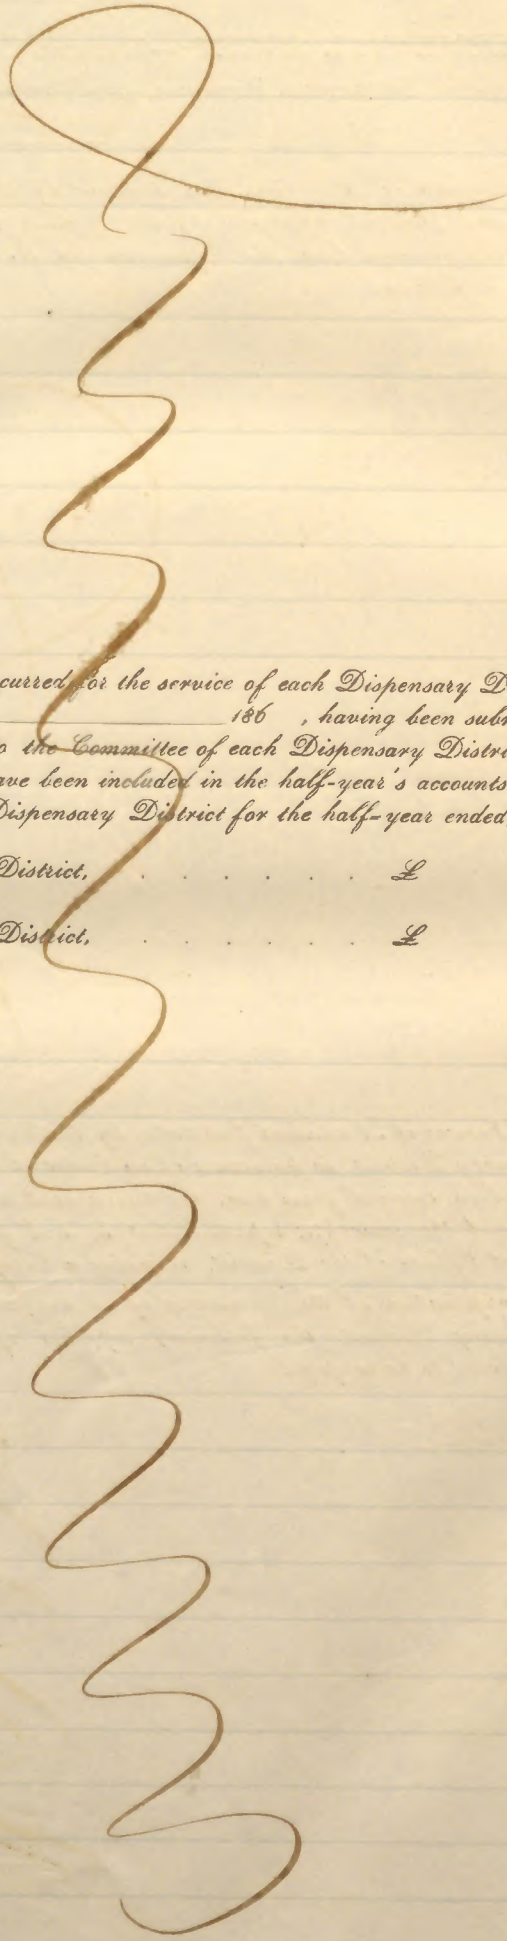 curred for the service of each Dispensary D
186 , having been subm
o the Committee of each Dispensary Distri
ave been included in the half-year's accounts
Dispensary District for the half-year ended
District, . . . . . . £
District, . . . . . . £